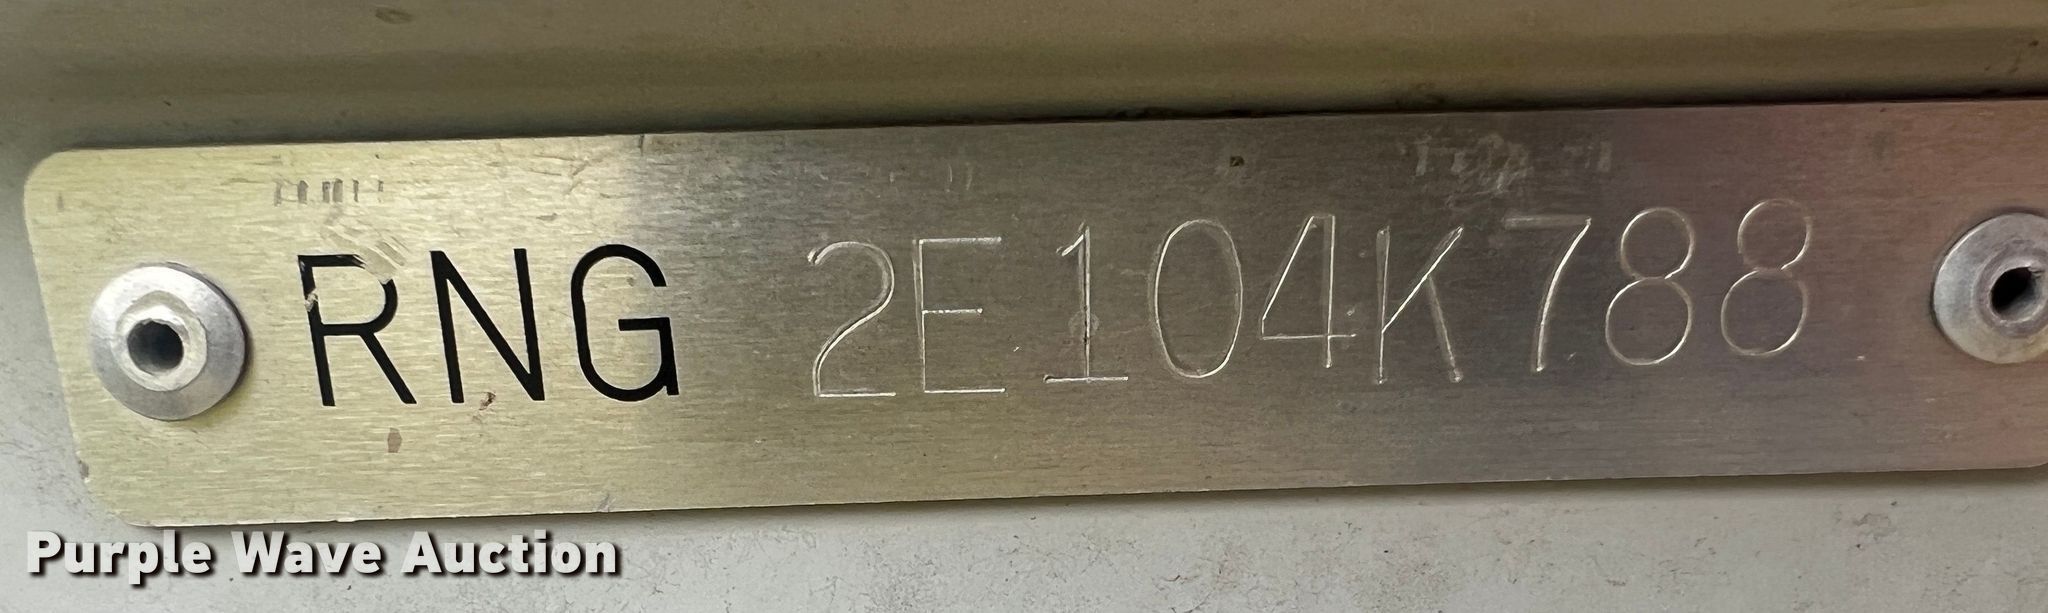 RNG 2E104K788
Purple Wave Auction